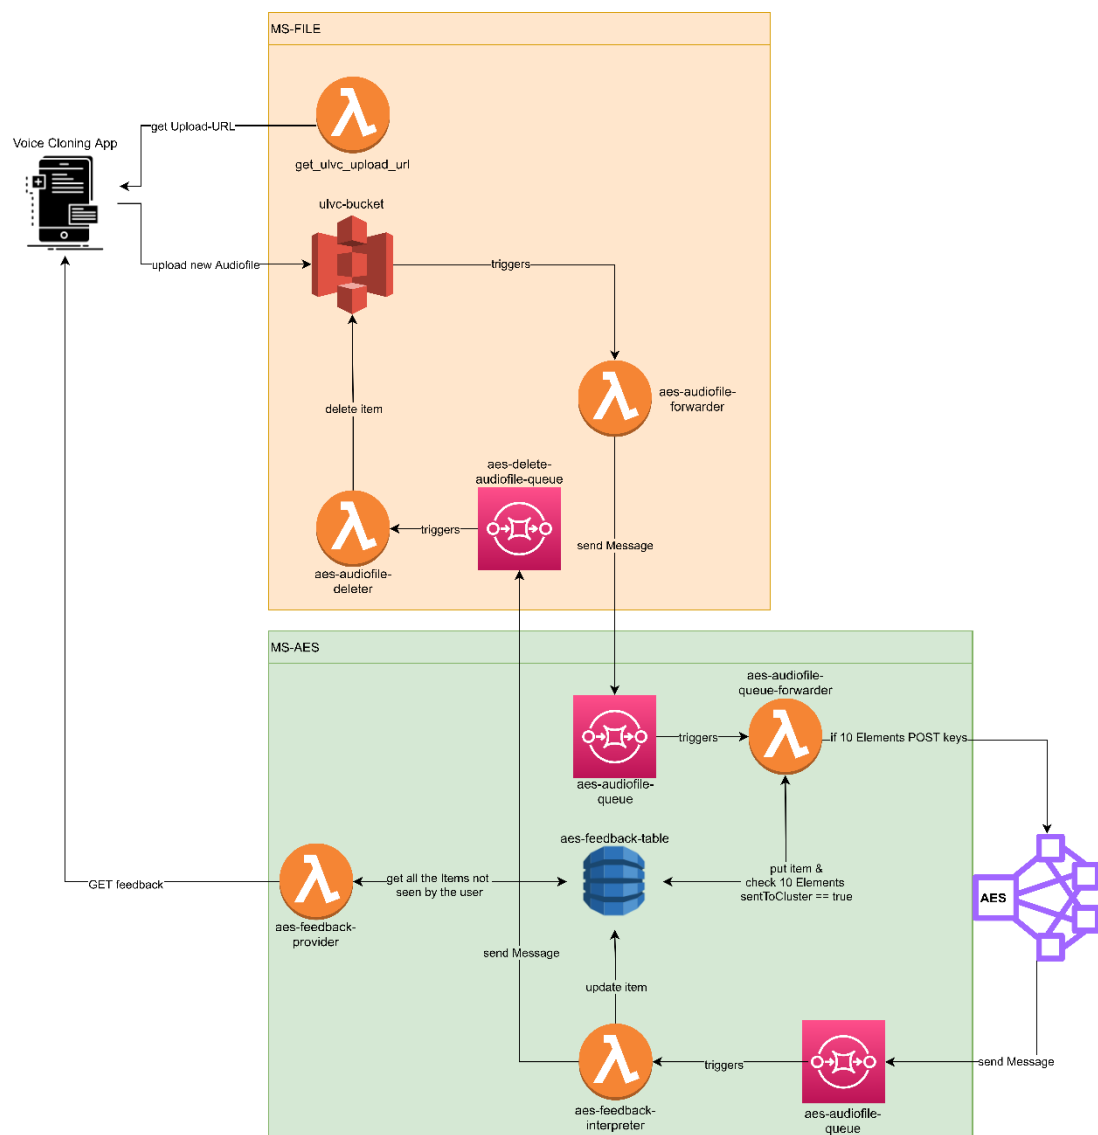 MS-FILE
get Upload-URL
Voice Cloning App
get_ulvc_upload_url
ulvc-bucket
upload new Audiofile
triggers
aes-audiofile-
forwarder
delete item
aes-delete-
audiofile-queue
triggers
send Message
aes-audiofile-
deleter
MS-AES
aes-audiofile-
queue-forwarder
triggers
if 10 Elements POST keys
aes-audiofile-
queue
aes-feedback-table
put item &
check 10 Elements
sentToCluster == true
get all the Items not
seen by the user
GET feedback
AES
aes-feedback-
provider
send Message
update item
triggers
send Message
aes-feedback-
interpreter
aes-audiofile-
queue